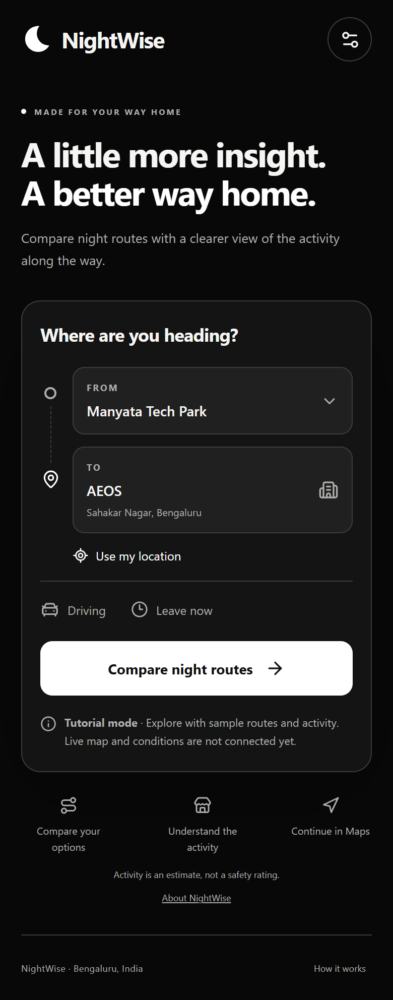 NightWise
MADE FOR YOUR WAY HOME
A little more insight.
A better way home.
Compare night routes with a clearer view of the activity
along the way.
Where are you heading?
FROM
Manyata Tech Park
TO
AEOS
Sahakar Nagar, Bengaluru
Use my location
Driving
Leave now
Compare night routes
Tutorial mode · Explore with sample routes and activity.
Live map and conditions are not connected yet.
Compare your
options
Understand the
activity
Continue in Maps
Activity is an estimate, not a safety rating.
About NightWise
NightWise · Bengaluru, India
How it works